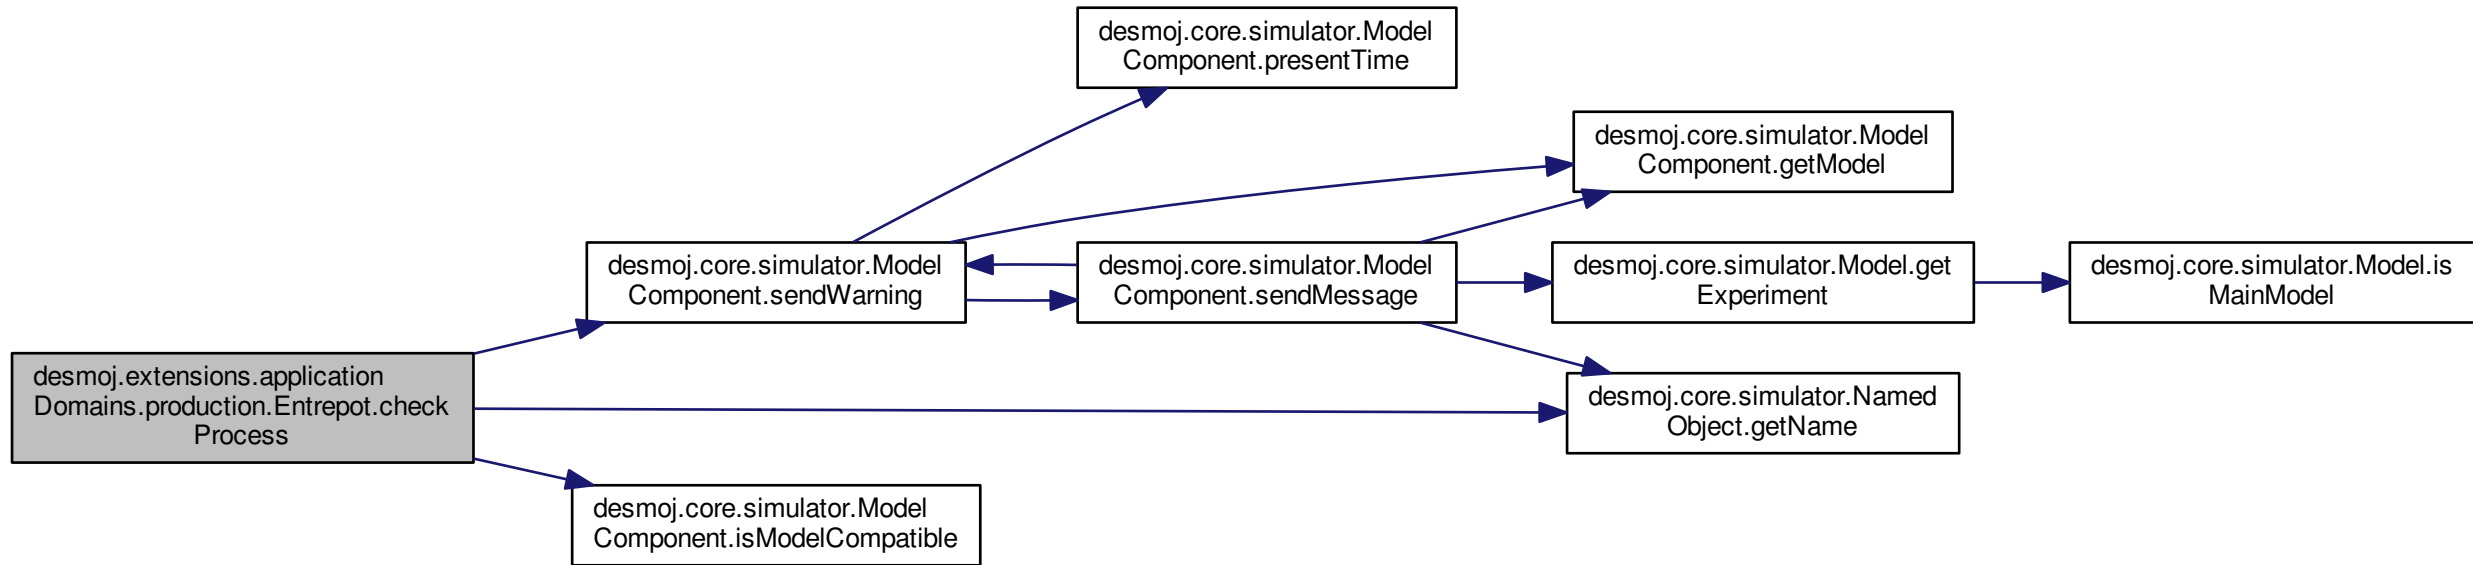 desmoj.core.simulator.Model
Component.presentTime
desmoj.core.simulator.Model
Component.getModel
desmoj.core.simulator.Model
Component.sendWarning
desmoj.core.simulator.Model
Component.sendMessage
desmoj.core.simulator.Model.get
Experiment
desmoj.core.simulator.Model.is
MainModel
desmoj.extensions.application
Domains.production.Entrepot.check
Process
desmoj.core.simulator.Named
Object.getName
desmoj.core.simulator.Model
Component.isModelCompatible